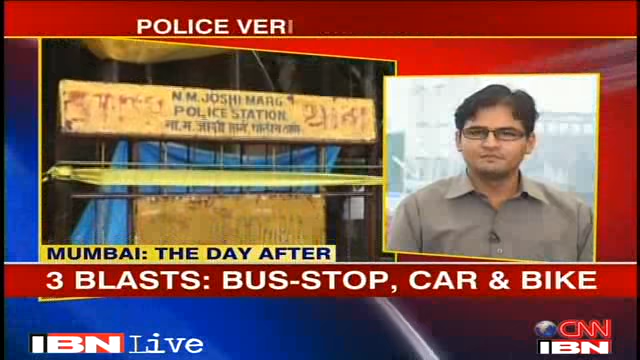 POLICE VERI
N.M. JOSHI MARG
POLICE STATION
MUMBAI: THE DAY AFTER
3 BLASTS: BUS-STOP, CAR & BIKE
IBN Live
CNN
IBN